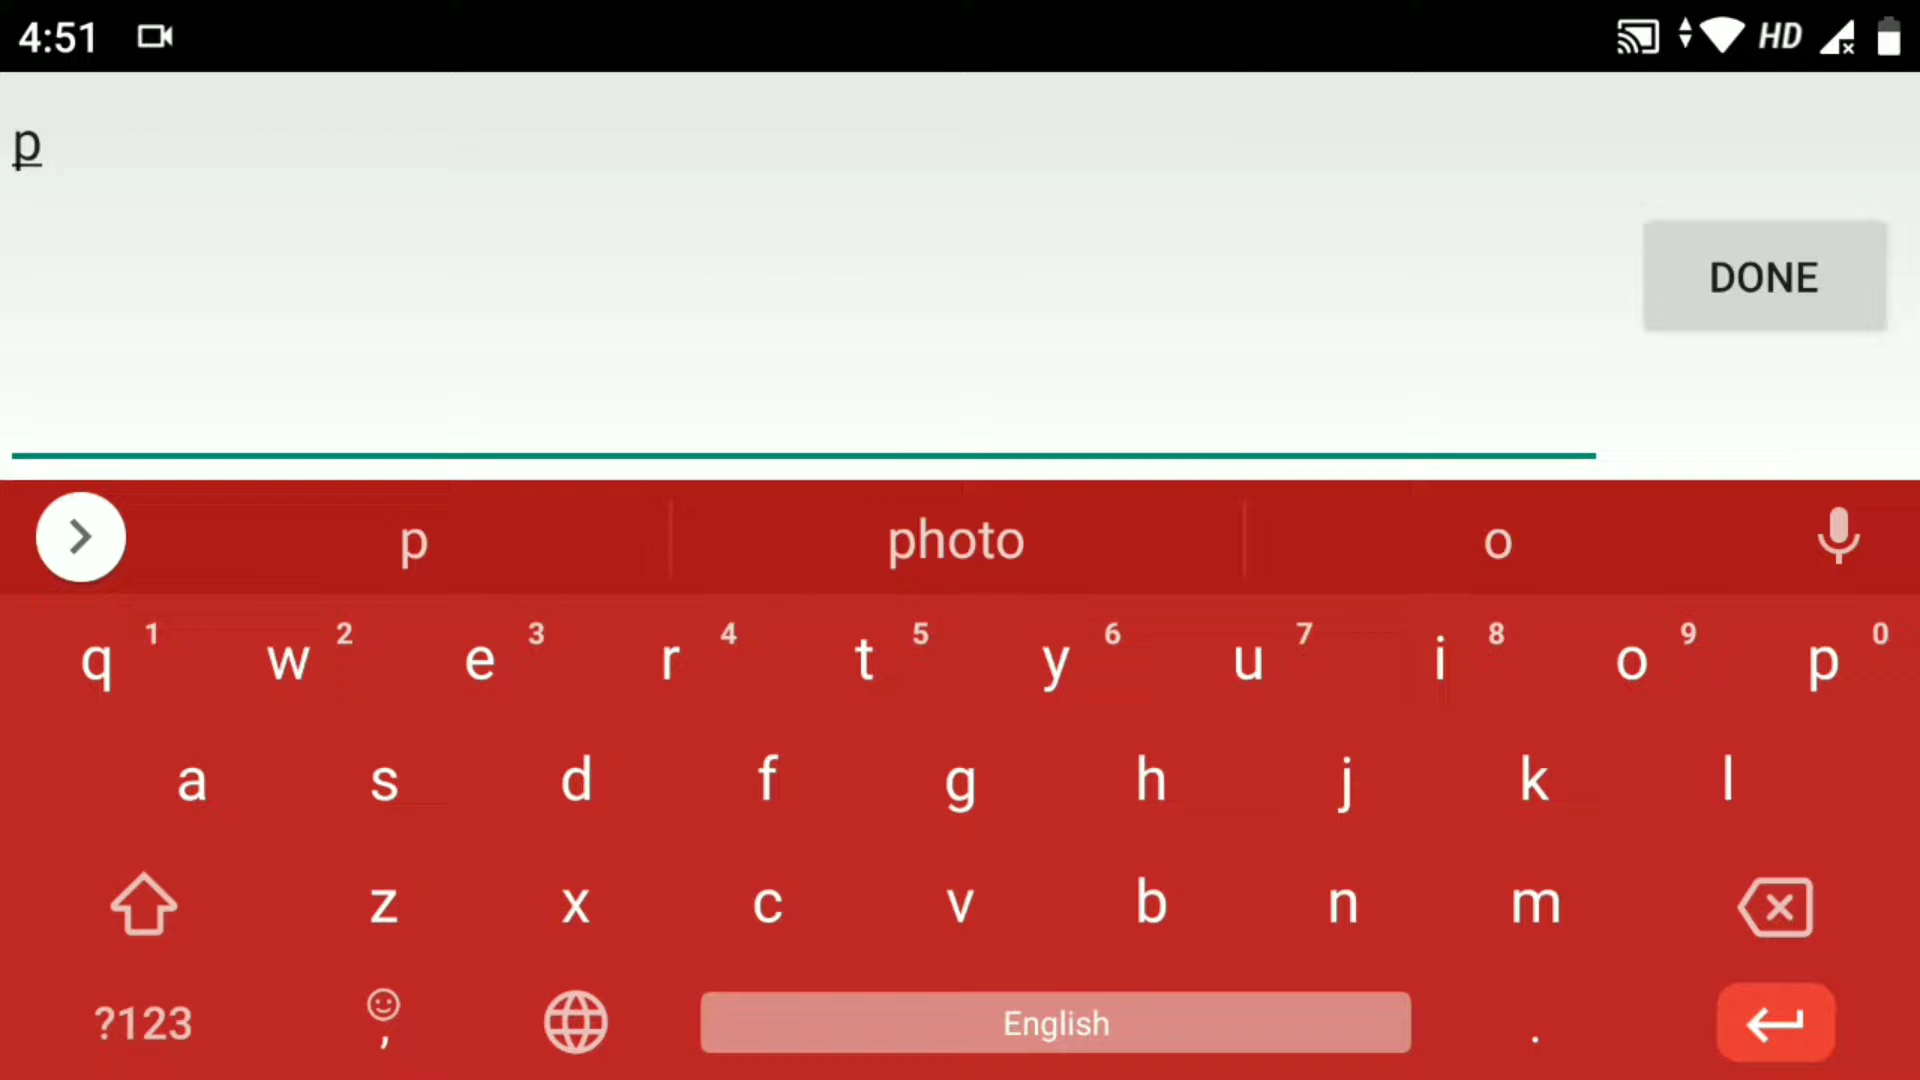 4:51 HD
p
DONE
p photo o
q 1 w 2 e 3 r 4 t 5 y 6 u 7 i 8 o 9 p 0
a s d f g h j k l
z x c v b n m
?123 , English .